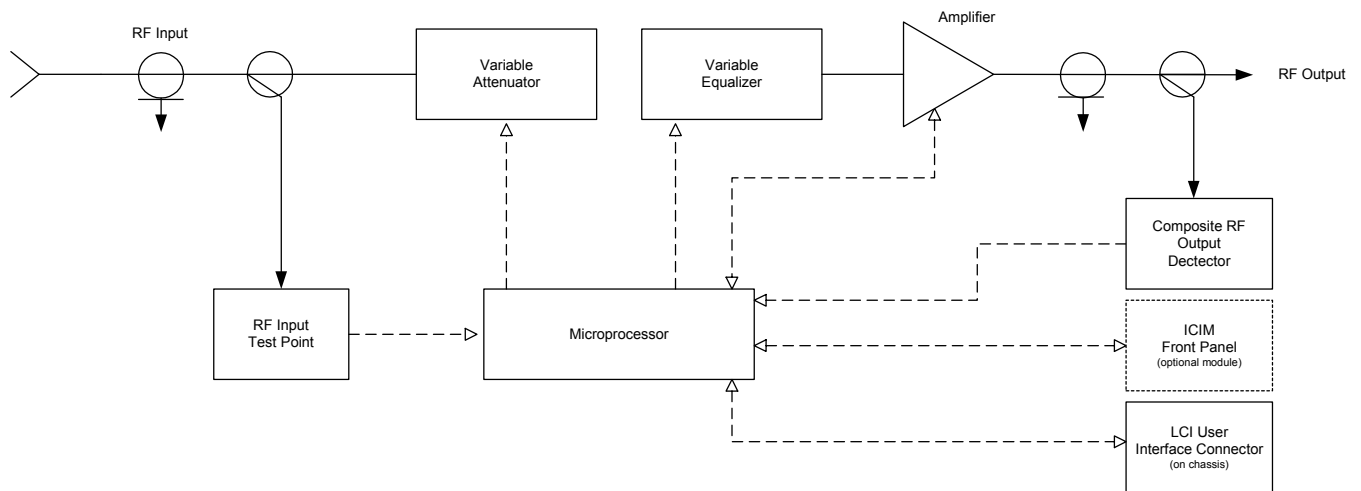 Amplifier
RF Input
Variable
Attenuator
Variable
Equalizer
RF Output
Composite RF
Output
Dectector
RF Input
Test Point
Microprocessor
ICIM
Front Panel
(optional module)
LCI User
Interface Connector
(on chassis)